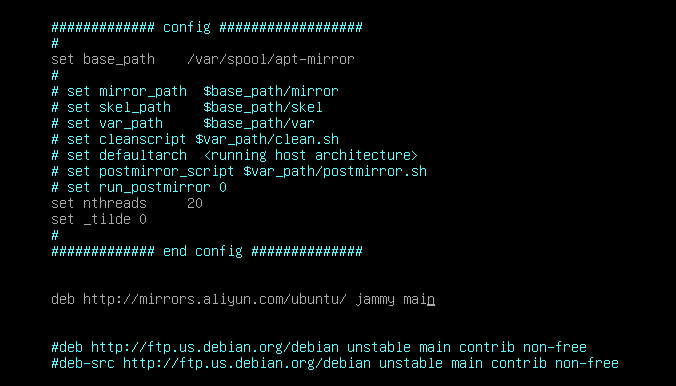 ############# config ##################
#
set base_path    /var/spool/apt-mirror
#
# set mirror_path  $base_path/mirror
# set skel_path    $base_path/skel
# set var_path     $base_path/var
# set cleanscript $var_path/clean.sh
# set defaultarch  <running host architecture>
# set postmirror_script $var_path/postmirror.sh
# set run_postmirror 0
set nthreads     20
set _tilde 0
#
############# end config ##############
deb http://mirrors.aliyun.com/ubuntu/ jammy main
#deb http://ftp.us.debian.org/debian unstable main contrib non-free
#deb-src http://ftp.us.debian.org/debian unstable main contrib non-free